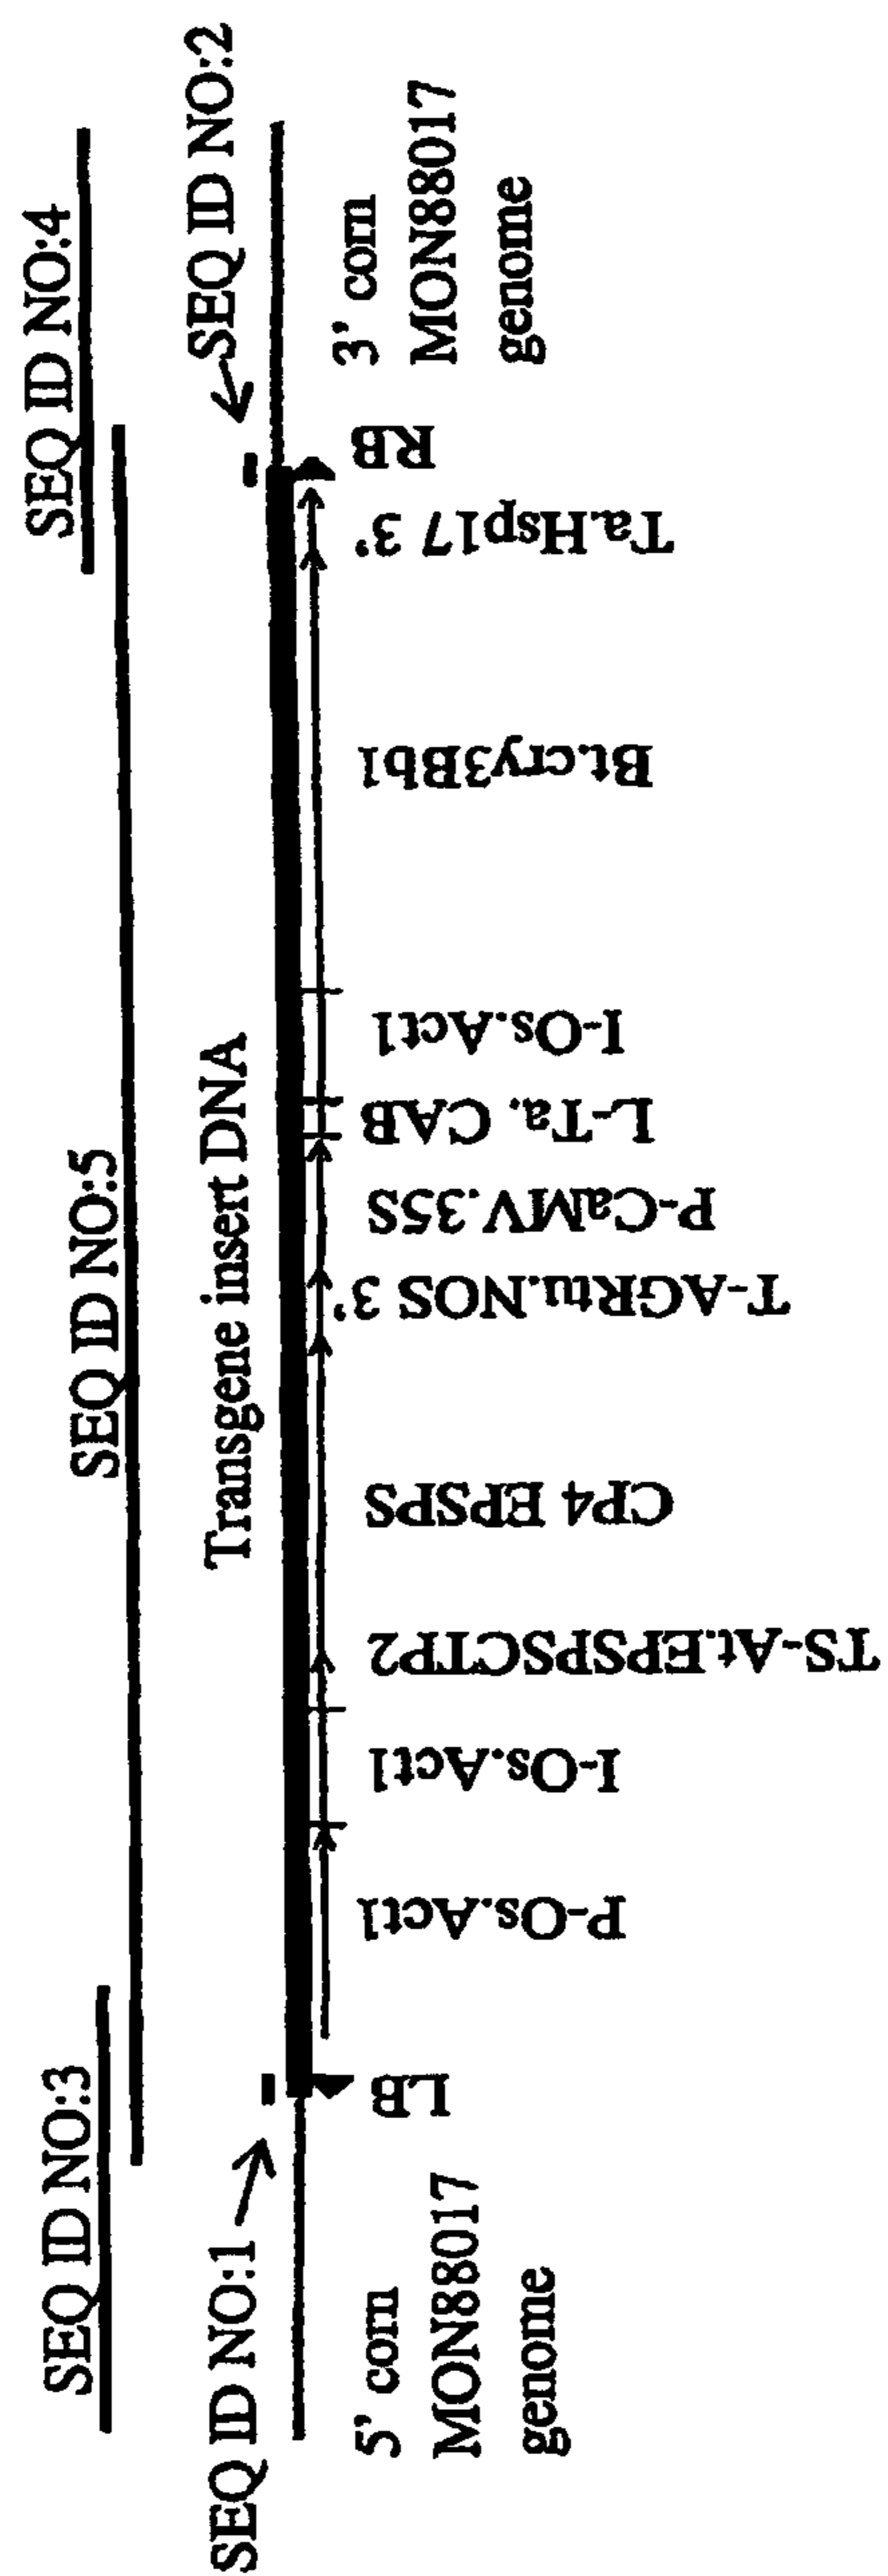 SEQ ID NO:3
SEQ ID NO:5
SEQ ID NO:4
SEQ ID NO:1
Transgene insert DNA
SEQ ID NO:2
5' corn
MON88017
genome
LB
P-Os.Act1
I-Os.Act1
TS-At.EPSPSCTP2
CP4 EPSPS
T-AGRtu.NOS 3'
P-CaMV.35S
L-Ta. CAB
I-Os.Act1
Bt.cry3Bb1
Ta.Hsp17 3'
RB
3' corn
MON88017
genome